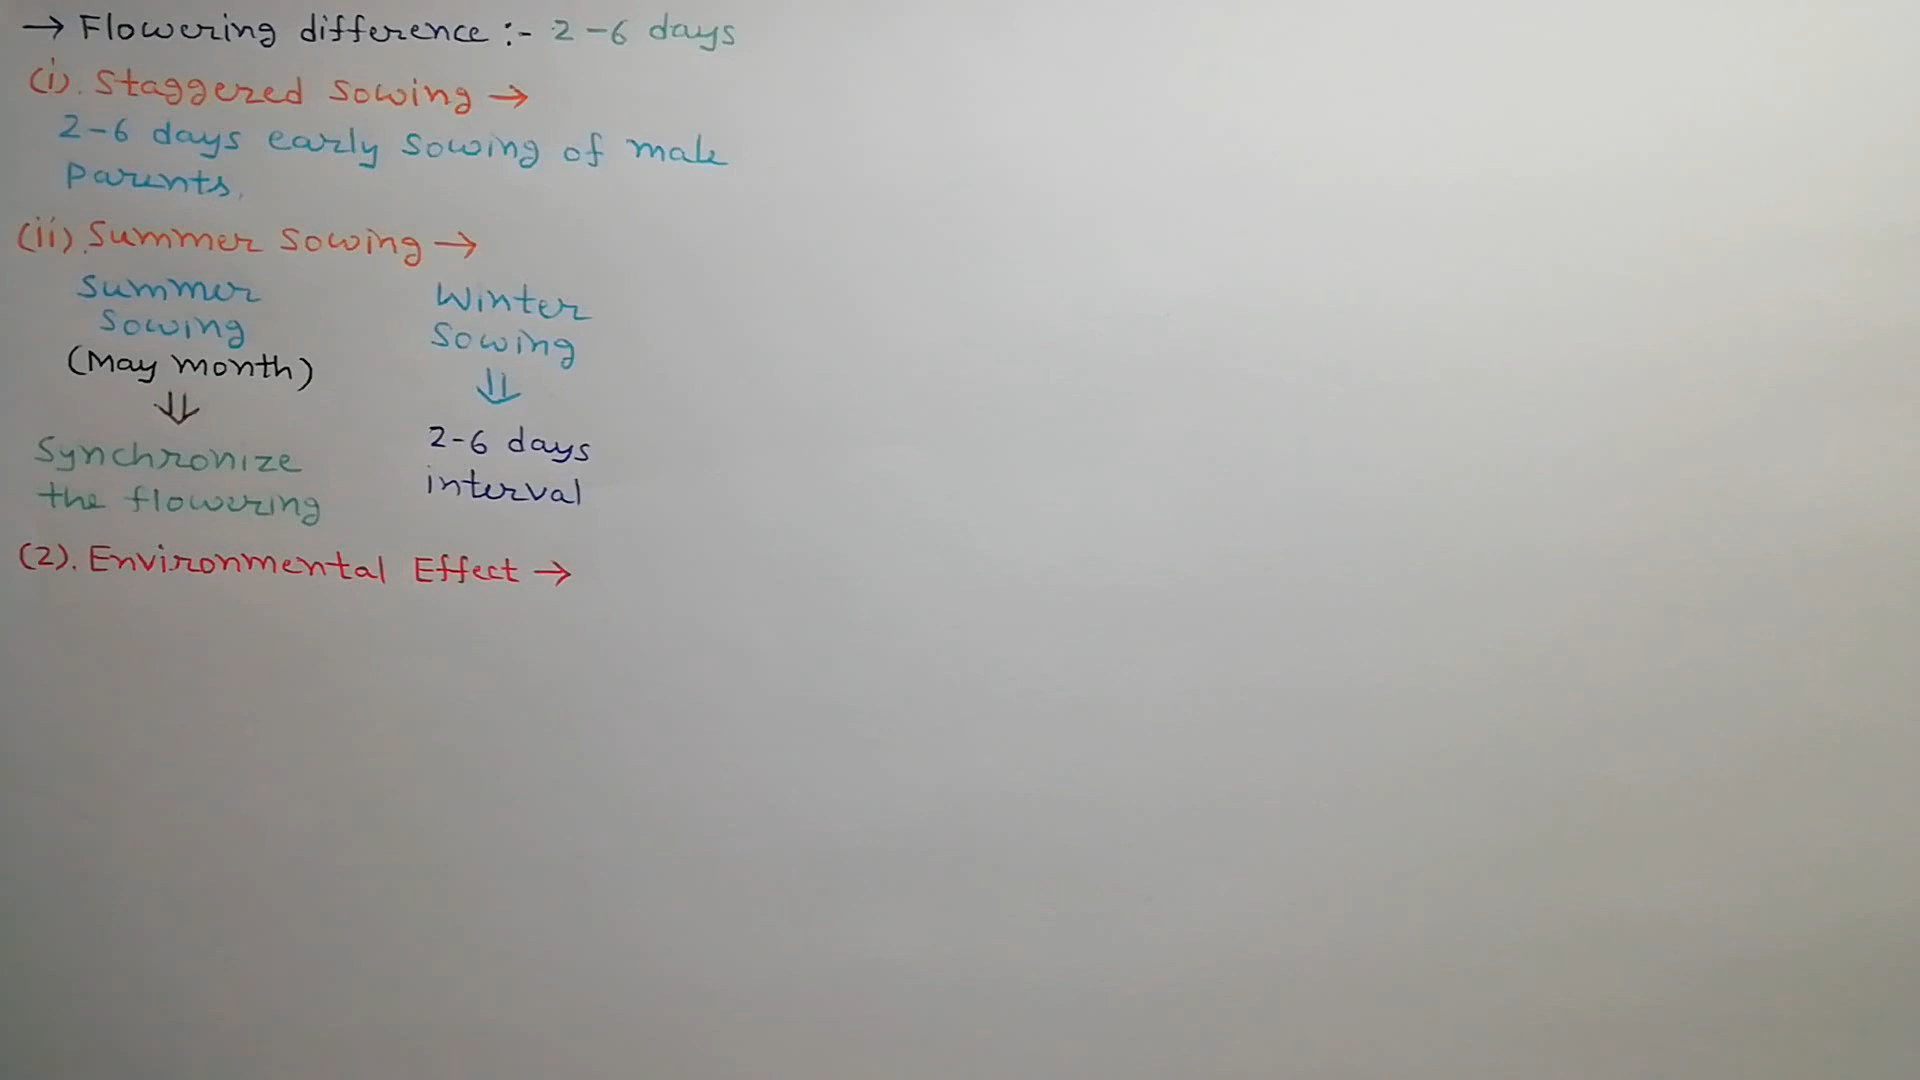 → Flowering difference :- 2-6 days
(i). Staggered Sowing →
2-6 days early sowing of male
parents.
(ii). Summer Sowing →
Summer
Sowing
(May month)
⇓
Synchronize
the flowering
Winter
Sowing
⇓
2-6 days
interval
(2). Environmental Effect →